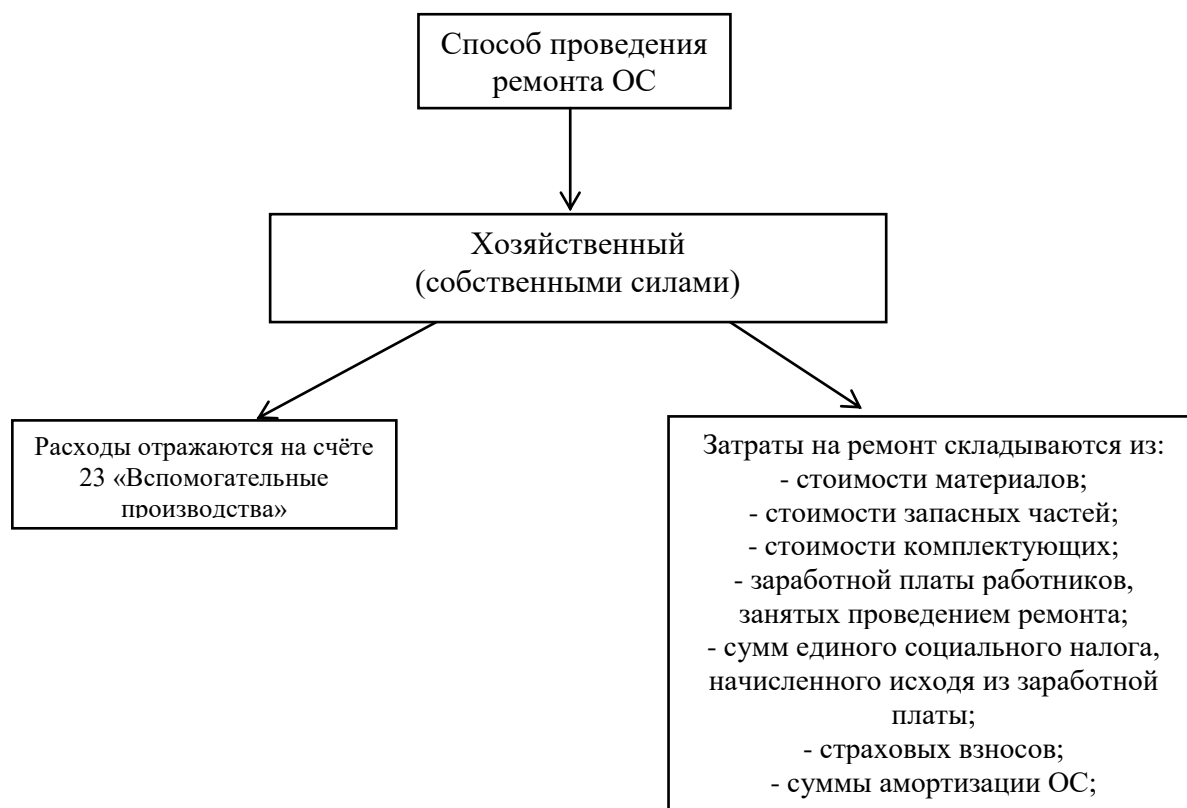 Способ проведения
ремонта ОС
Хозяйственный
(собственными силами)
Расходы отражаются на счёте
23 «Вспомогательные
производства»
Затраты на ремонт складываются из:
- стоимости материалов;
- стоимости запасных частей;
- стоимости комплектующих;
- заработной платы работников,
занятых проведением ремонта;
- сумм единого социального налога,
начисленного исходя из заработной
платы;
- страховых взносов;
- суммы амортизации ОС;